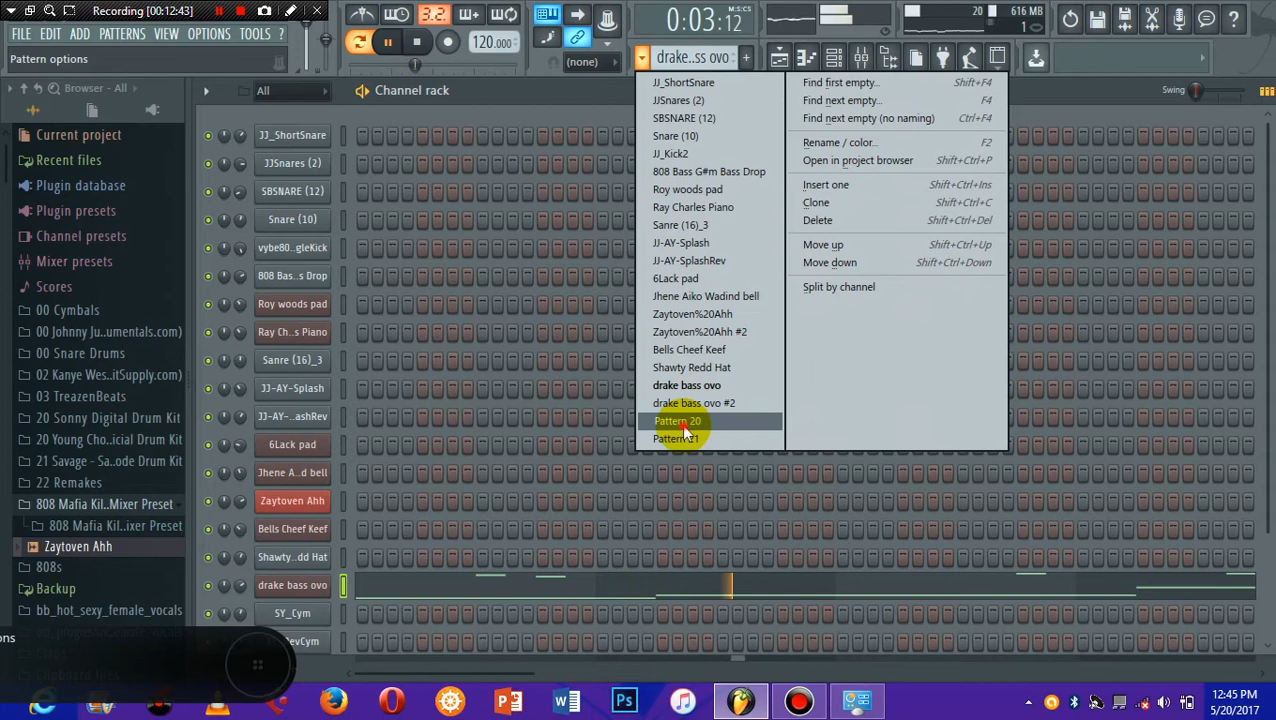 Recording [00:12:43]
FILE EDIT ADD PATTERNS VIEW OPTIONS TOOLS ?
Pattern options
3.2.
120.000
(none)
0:03:12
M:S:CS
drake..ss ovo
20
616 MB
1
Browser - All
All
Channel rack
Swing
Current project
Recent files
Plugin database
Plugin presets
Channel presets
Mixer presets
Scores
00 Cymbals
00 Johnny Ju..umentals.com)
00 Snare Drums
02 Kanye Wes..itSupply.com)
03 TreazenBeats
20 Sonny Digital Drum Kit
20 Young Cho..icial Drum Kit
21 Savage - Sa..made Drum Kit
22 Remakes
808 Mafia Kil..Mixer Preset
808 Mafia Kil..ixer Preset
Zaytoven Ahh
808s
Backup
bb_hot_sexy_female_vocals
ons
JJ_ShortSnare
JJSnares (2)
SBSNARE (12)
Snare (10)
vybe80..gleKick
808 Bas..s Drop
Roy woods pad
Ray Ch..s Piano
Sanre (16)_3
JJ-AY-Splash
JJ-AY-..ashRev
6Lack pad
Jhene A..d bell
Zaytoven Ahh
Bells Cheef Keef
Shawty..dd Hat
drake bass ovo
SY_Cym
JJ_ShortSnare
JJSnares (2)
SBSNARE (12)
Snare (10)
JJ_Kick2
808 Bass G#m Bass Drop
Roy woods pad
Ray Charles Piano
Sanre (16)_3
JJ-AY-Splash
JJ-AY-SplashRev
6Lack pad
Jhene Aiko Wadind bell
Zaytoven%20Ahh
Zaytoven%20Ahh #2
Bells Cheef Keef
Shawty Redd Hat
drake bass ovo
drake bass ovo #2
Pattern 20
Pattern 21
Find first empty... Shift+F4
Find next empty... F4
Find next empty (no naming) Ctrl+F4
Rename / color... F2
Open in project browser Shift+Ctrl+P
Insert one Shift+Ctrl+Ins
Clone Shift+Ctrl+C
Delete Shift+Ctrl+Del
Move up Shift+Ctrl+Up
Move down Shift+Ctrl+Down
Split by channel
12:45 PM
5/20/2017